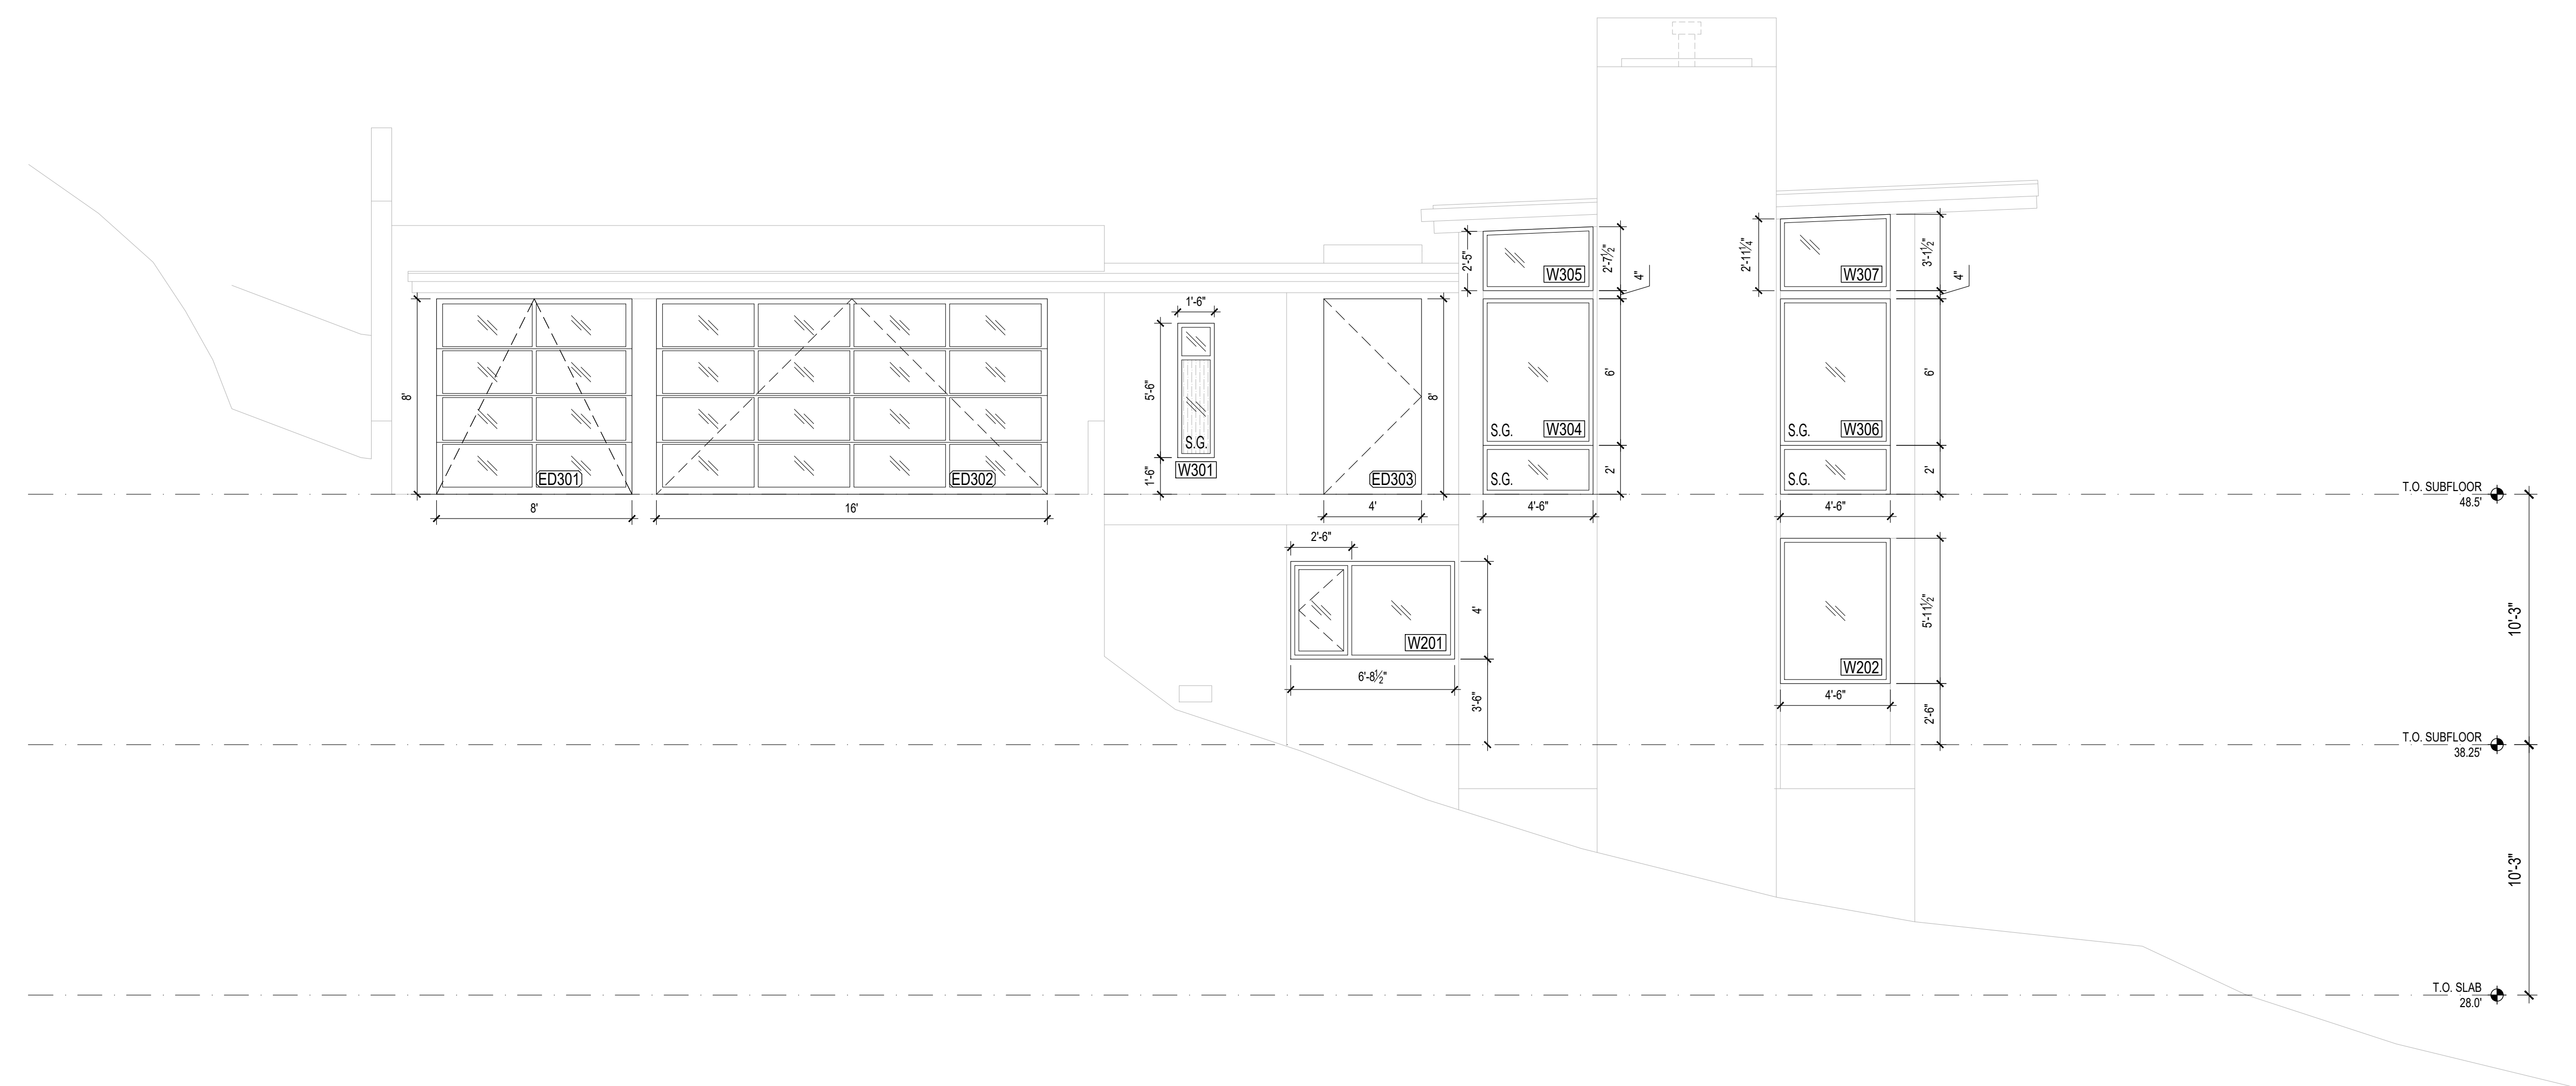 2'-5"
2'-7½"
4"
2'-11¼"
3'-1½"
4"
W305
W307
1'-6"
8'
5'-6"
8'
6'
6'
S.G.
W301
1'-6"
ED301
ED302
ED303
S.G.
W304
S.G.
W306
S.G.
2'
S.G.
2'
8'
16'
4'
4'-6"
4'-6"
T.O. SUBFLOOR
48.5'
2'-6"
4'
W201
6'-8½"
3'-6"
5'-11½"
W202
4'-6"
2'-6"
10'-3"
T.O. SUBFLOOR
38.25'
10'-3"
T.O. SLAB
28.0'